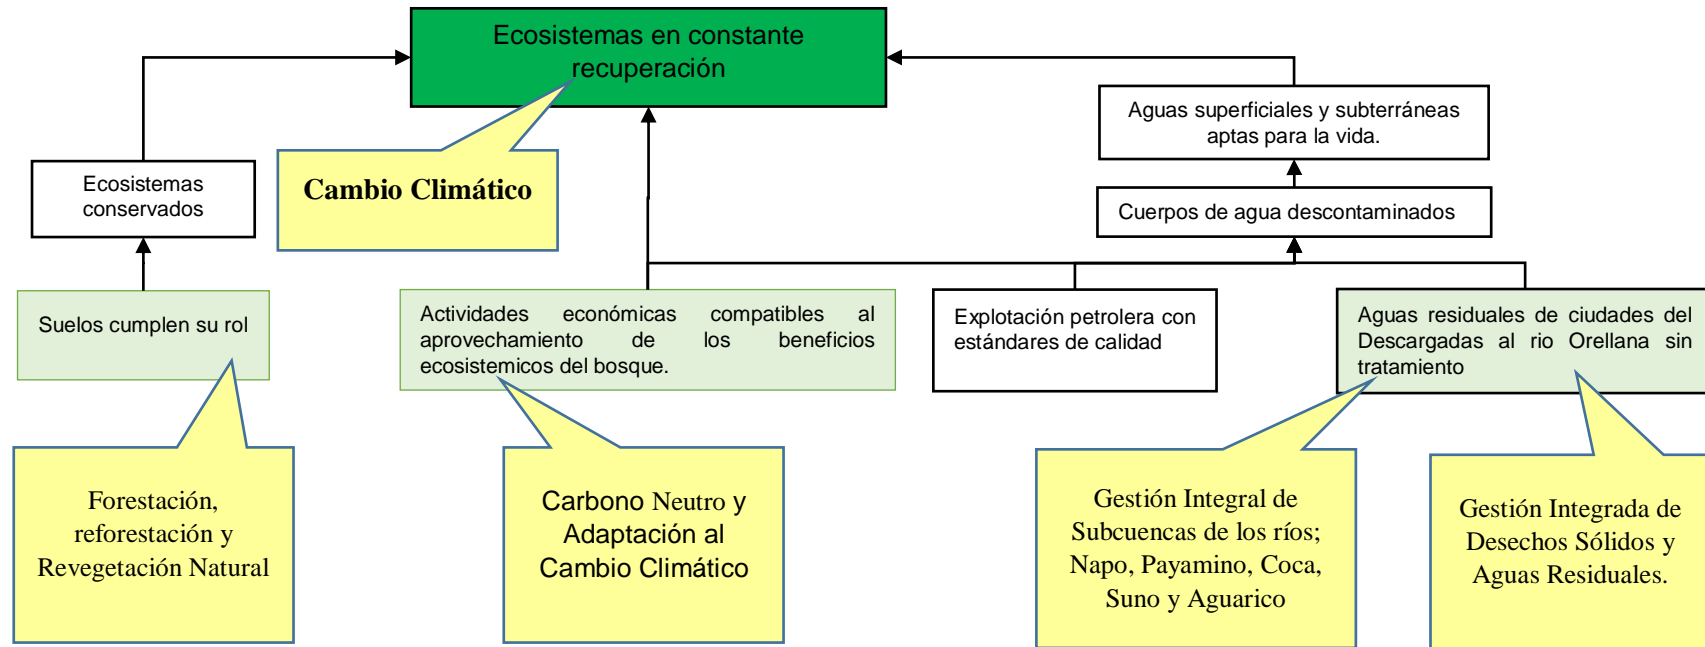 Ecosistemas en constante
recuperación
Aguas superficiales y subterráneas
aptas para la vida.
Ecosistemas
conservados
Cambio Climático
Cuerpos de agua descontaminados
Suelos cumplen su rol
Actividades económicas compatibles al
aprovechamiento de los beneficios
ecosistemicos del bosque.
Explotación petrolera con
estándares de calidad
Aguas residuales de ciudades del
Descargadas al rio Orellana sin
tratamiento
Forestación,
reforestación y
Revegetación Natural
Carbono Neutro y
Adaptación al
Cambio Climático
Gestión Integral de
Subcuencas de los ríos;
Napo, Payamino, Coca,
Suno y Aguarico
Gestión Integrada de
Desechos Sólidos y
Aguas Residuales.